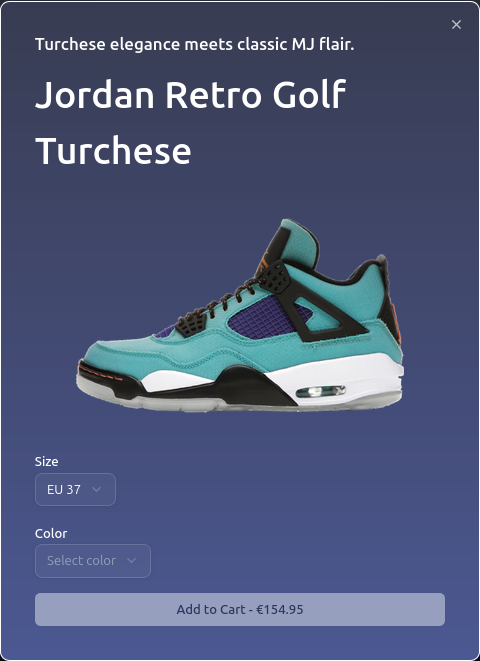 Turchese elegance meets classic MJ flair.
Jordan Retro Golf
Turchese
Size
EU 37
Color
Select color
Add to Cart - €154.95